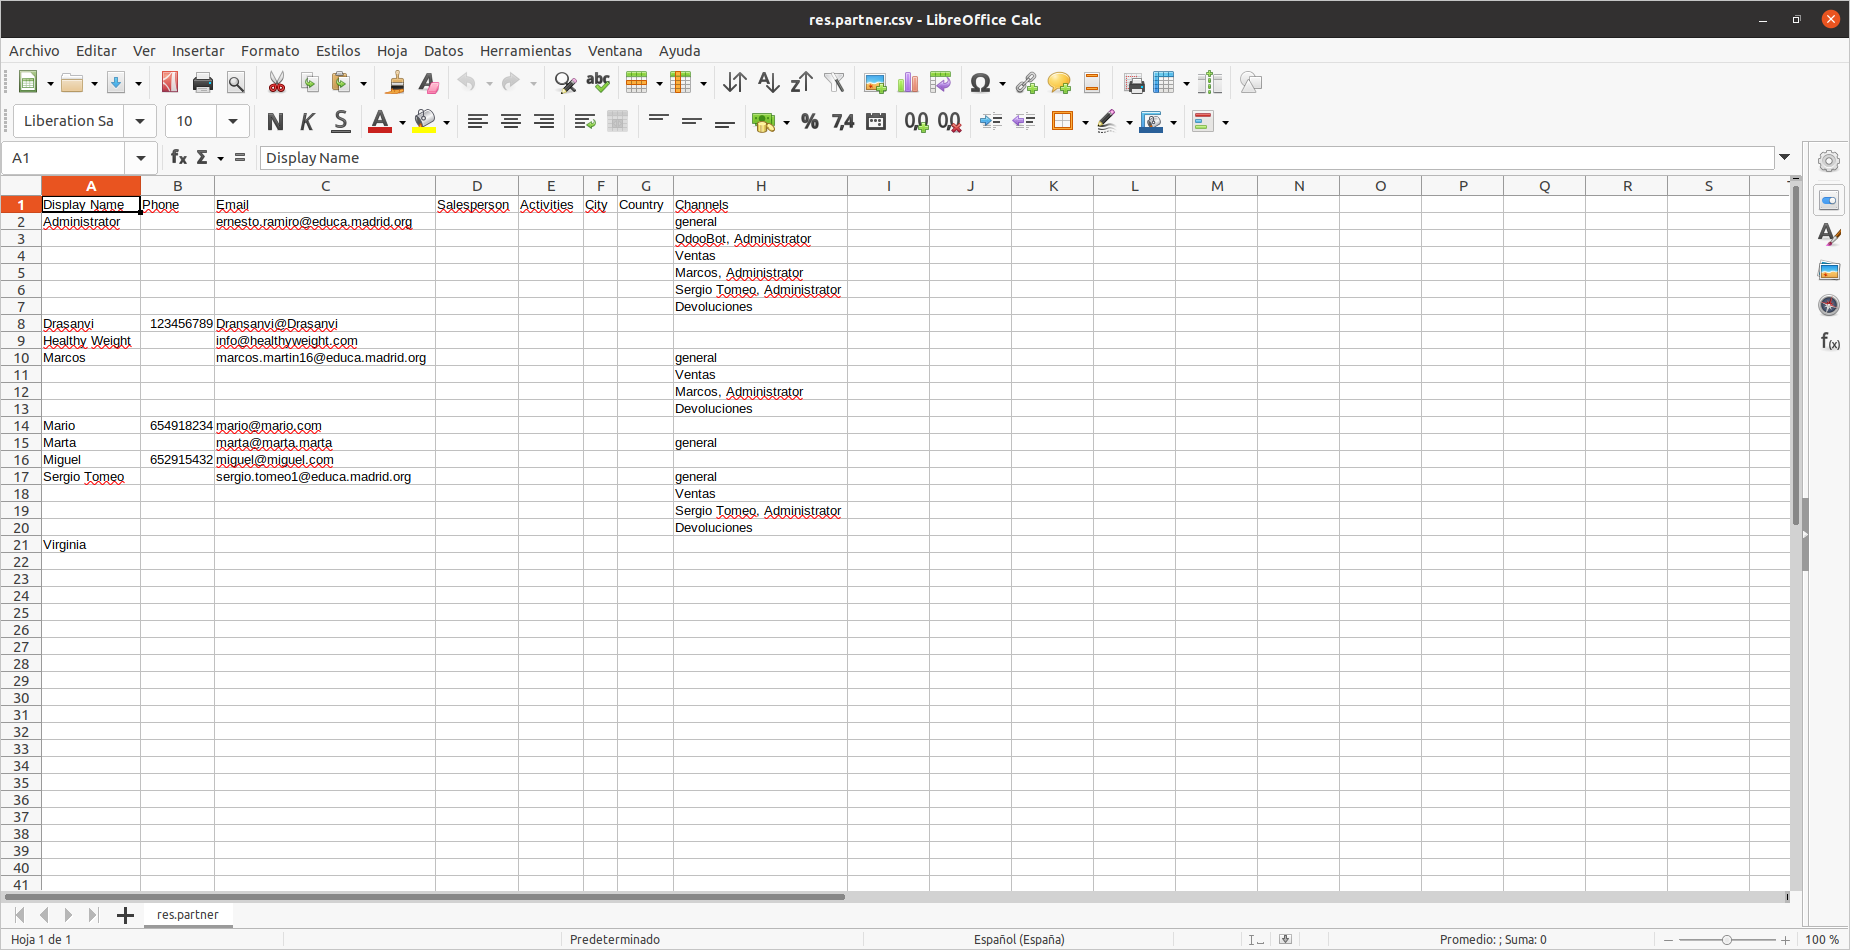 res.partner.csv - LibreOffice Calc
Archivo Editar Ver Insertar Formato Estilos Hoja Datos Herramientas Ventana Ayuda
Liberation Sa 10 N K S A % 7,4 0,0 0,0
A1 fx Σ = Display Name
A B C D E F G H I J K L M N O P Q R S
1 Display Name Phone Email Salesperson Activities City Country Channels
2 Administrator ernesto.ramiro@educa.madrid.org general
3 OdooBot, Administrator
4 Ventas
5 Marcos, Administrator
6 Sergio Tomeo, Administrator
7 Devoluciones
8 Drasanvi 123456789 Dransanvi@Drasanvi
9 Healthy Weight info@healthyweight.com
10 Marcos marcos.martin16@educa.madrid.org general
11 Ventas
12 Marcos, Administrator
13 Devoluciones
14 Mario 654918234 mario@mario.com
15 Marta marta@marta.marta general
16 Miguel 652915432 miguel@miguel.com
17 Sergio Tomeo sergio.tomeo1@educa.madrid.org general
18 Ventas
19 Sergio Tomeo, Administrator
20 Devoluciones
21 Virginia
22
23
24
25
26
27
28
29
30
31
32
33
34
35
36
37
38
39
40
41
res.partner
Hoja 1 de 1 Predeterminado Español (España) Promedio: ; Suma: 0 100 %